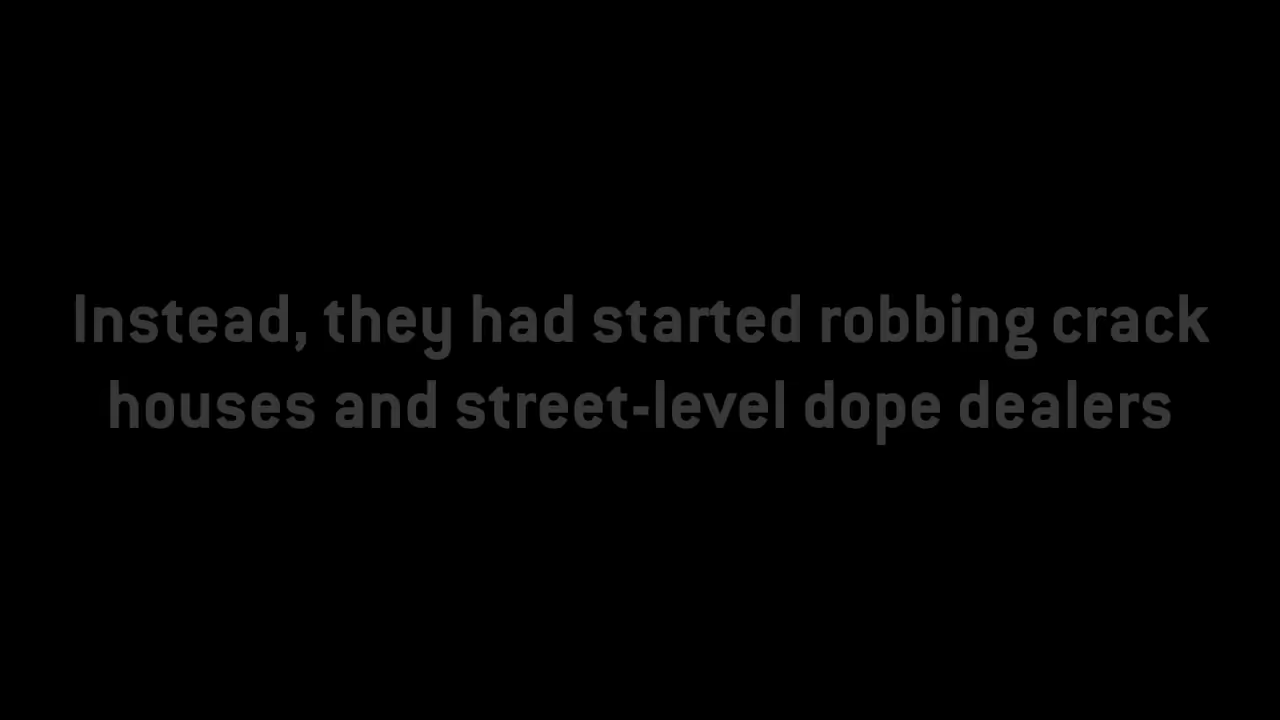 Instead, they had started robbing crack
houses and street-level dope dealers